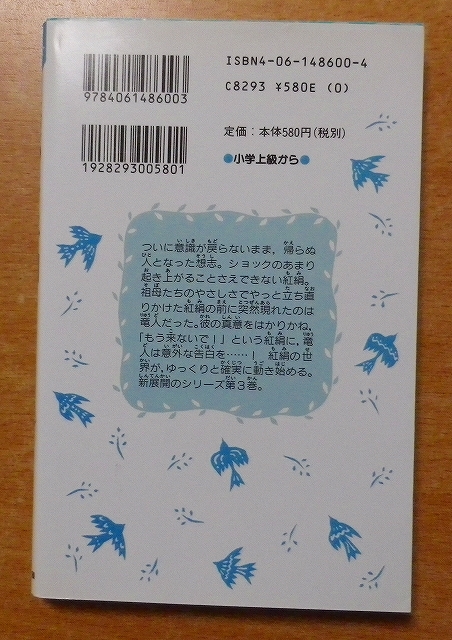 ISBN4-06-148600-4
C8293 ¥580E (0)
9784061486003
定価：本体580円(税別)
1928293005801
小学上級から
ついに意識が戻らないまま，帰らぬ
人となった想志。ショックのあまり
起き上がることさえできない紅絹。
祖母たちのやさしさでやっと立ち直
りかけた紅絹の前に突然現れたのは
竜人だった。彼の真意をはかりかね，
「もう来ないで！」という紅絹に，竜
人は意外な告白を……！　紅絹の世
界が，ゆっくりと確実に動き始める。
新展開のシリーズ第3巻。